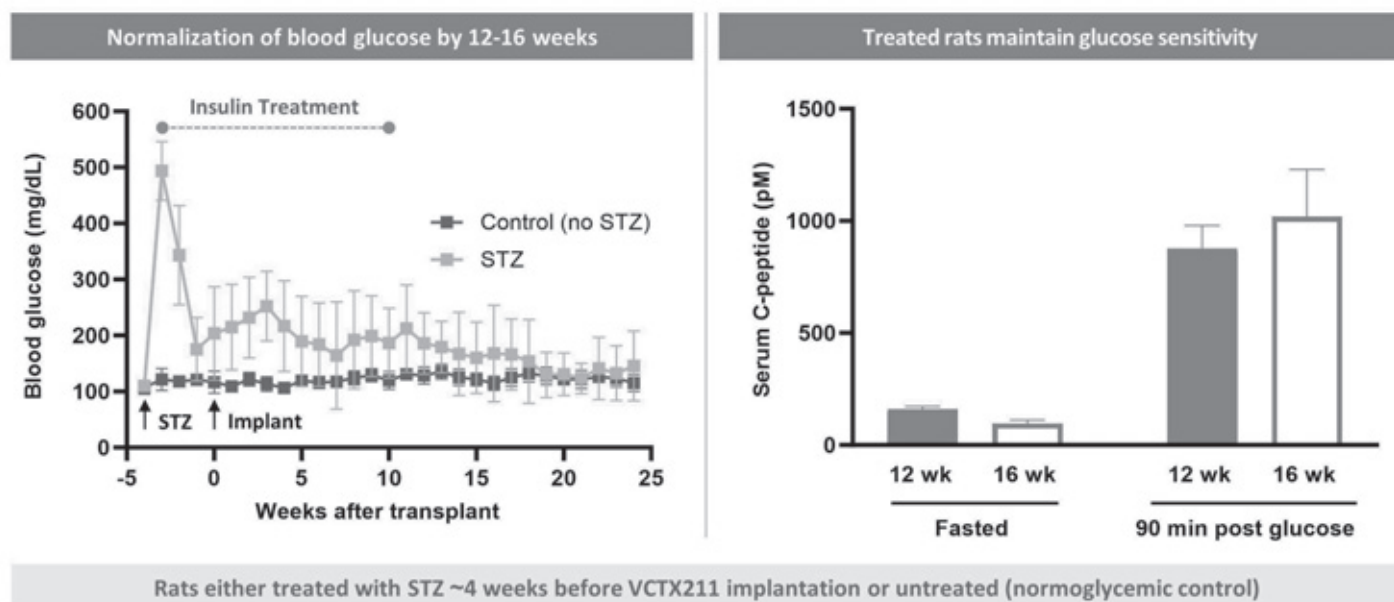 Normalization of blood glucose by 12-16 weeks
Treated rats maintain glucose sensitivity
Blood glucose (mg/dL)
600
500
400
300
200
100
0
Insulin Treatment
Control (no STZ)
STZ
STZ
Implant
-5 0 5 10 15 20 25
Weeks after transplant
Serum C-peptide (pM)
1500
1000
500
0
12 wk 16 wk 12 wk 16 wk
Fasted 90 min post glucose
Rats either treated with STZ ~4 weeks before VCTX211 implantation or untreated (normoglycemic control)